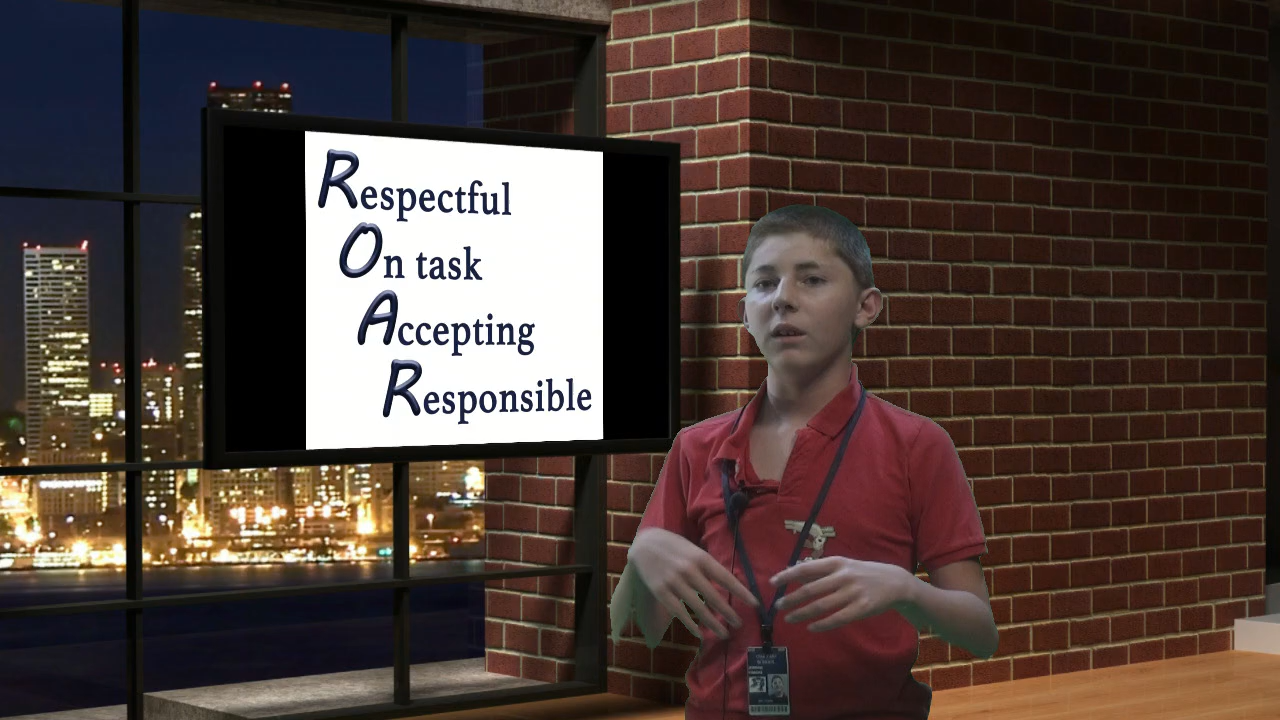 Respectful
On task
Accepting
Responsible